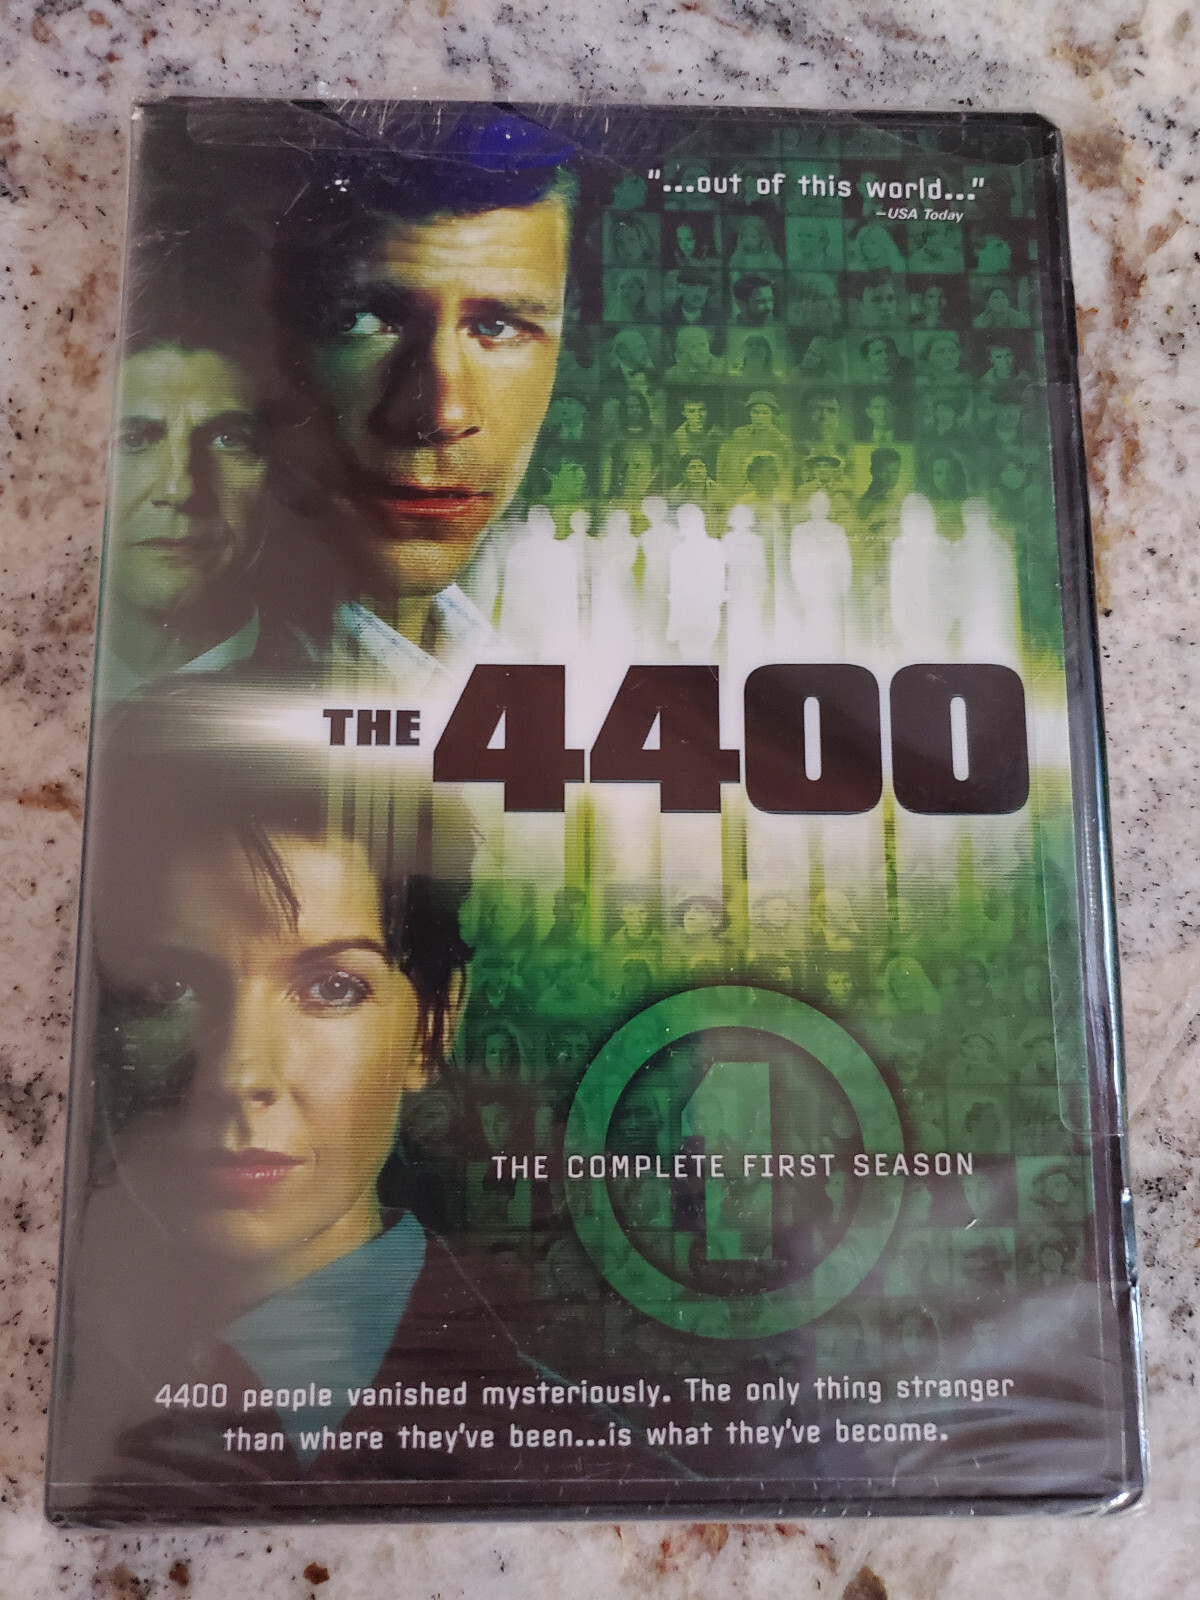 "...out of this world..."
—USA Today
THE 4400
1
THE COMPLETE FIRST SEASON
4400 people vanished mysteriously. The only thing stranger
than where they've been...is what they've become.